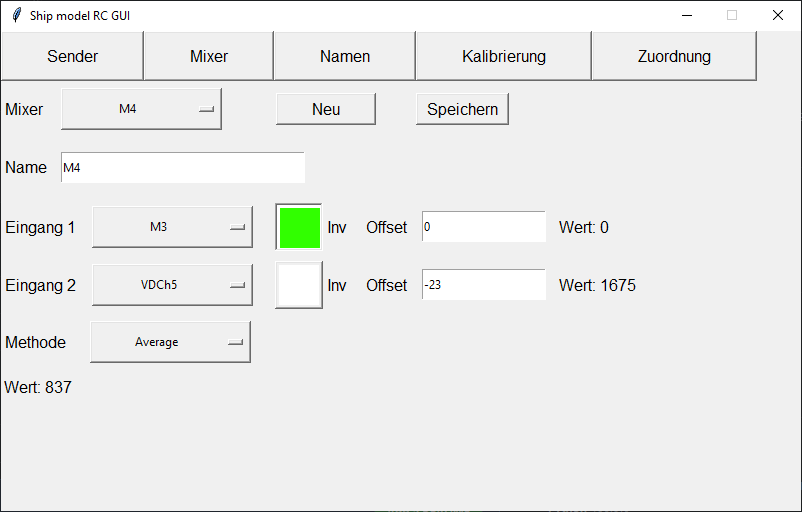 Ship model RC GUI
Sender Mixer Namen Kalibrierung Zuordnung
Mixer M4 Neu Speichern
Name M4
Eingang 1 M3 Inv Offset 0 Wert: 0
Eingang 2 VDCh5 Inv Offset -23 Wert: 1675
Methode Average
Wert: 837